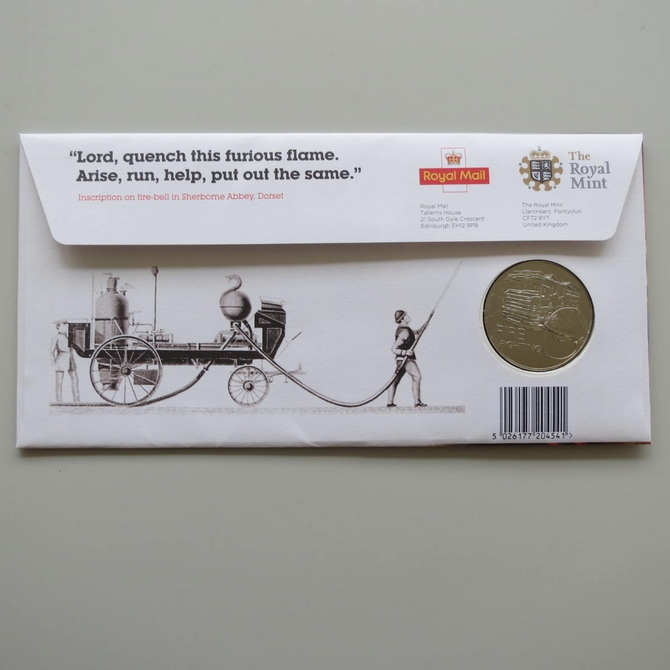 “Lord, quench this furious flame.
Arise, run, help, put out the same.”
Inscription on fire-bell in Sherborne Abbey, Dorset
Royal Mail
The
Royal
Mint
Royal Mail
Tallents House
21 South Gyle Crescent
Edinburgh EH12 9PB
The Royal Mint
Llantrisant, Pontyclun
CF72 8YT
United Kingdom
FIRE
FIGHTING
5 026177 204541 >